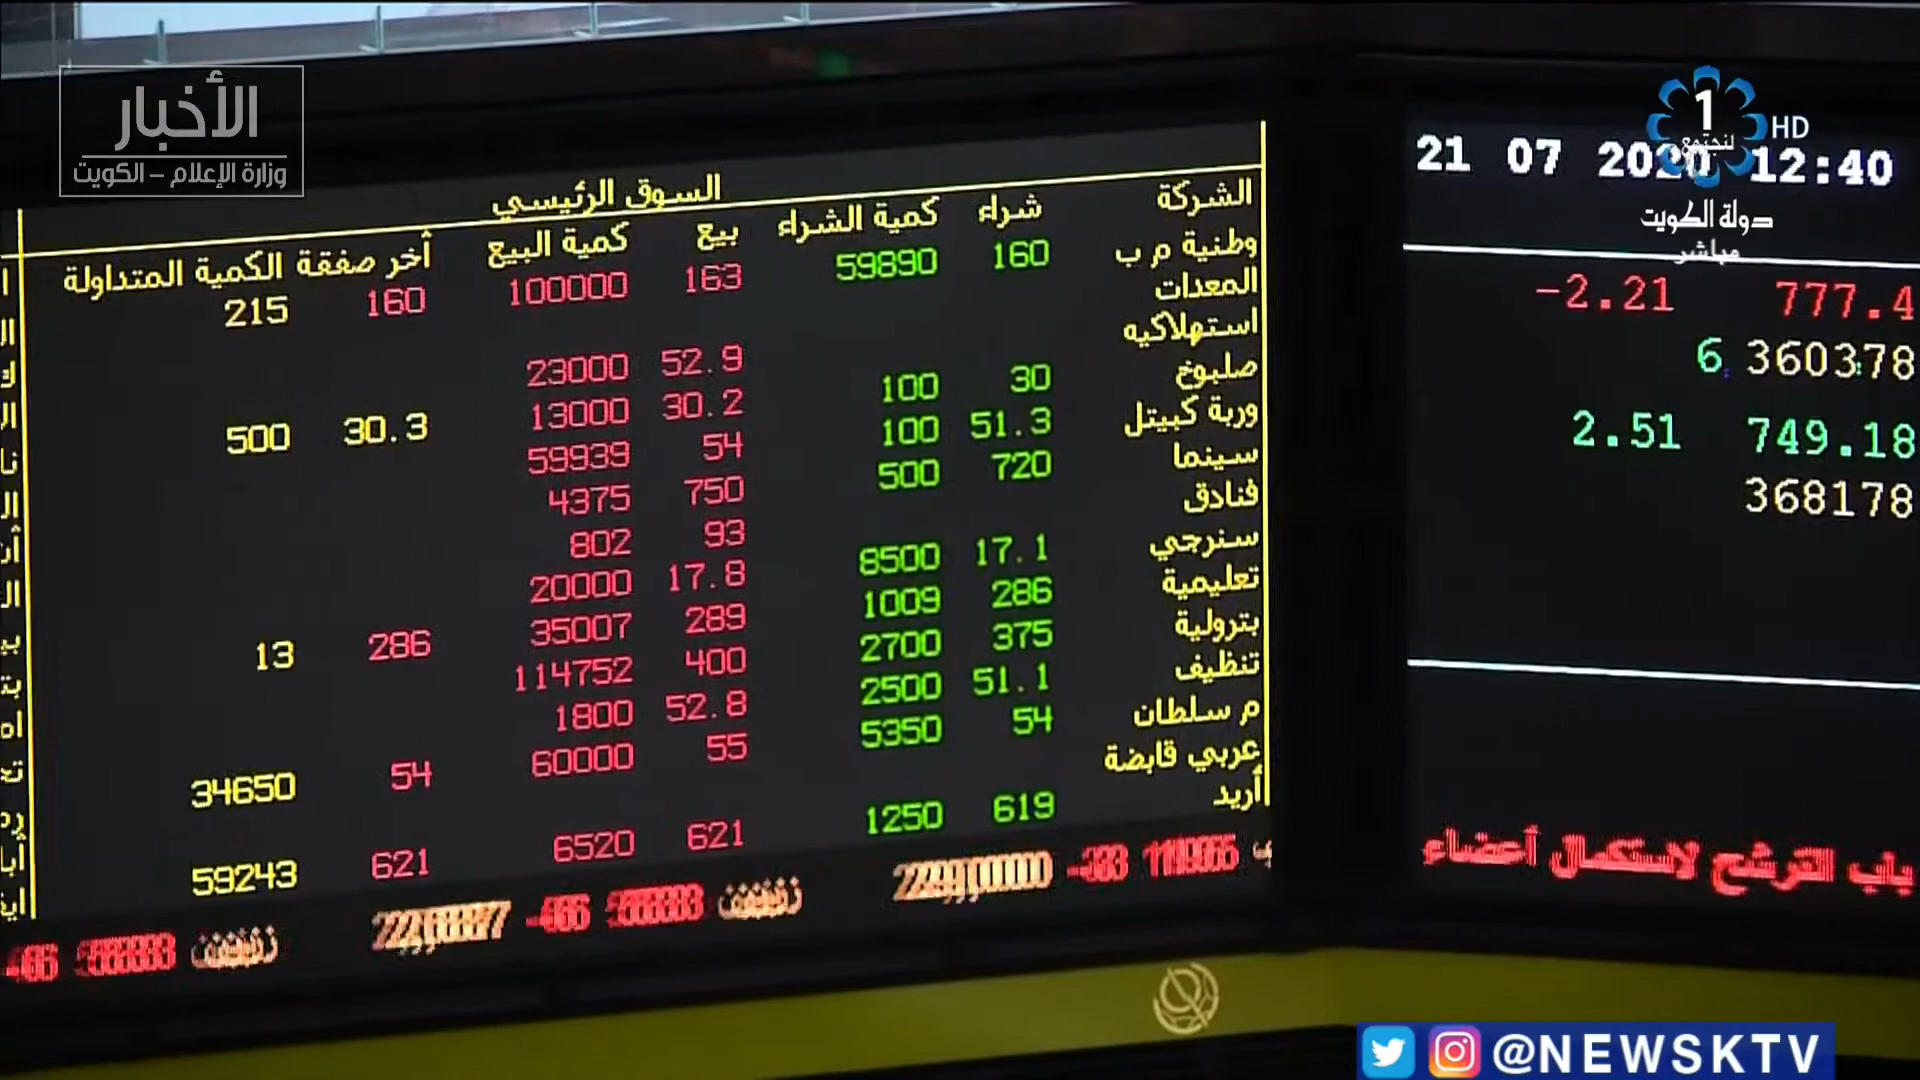 الأخبار
وزارة الإعلام – الكويت
1 HD
لنجتمع
دولة الكويت
مباشر
21 07 2020 12:40
-2.21 777.4
6 360378
2.51 749.18
368178
باب الترشح لاستكمال أعضاء
السوق الرئيسي
الشركة شراء كمية الشراء بيع كمية البيع أخر صفقة الكمية المتداولة
وطنية م ب 160 59890 163 100000 160 215
المعدات
استهلاكيه 52.9 23000
صلبوخ 30 100 30.2 13000 30.3 500
وربة كبيتل 51.3 100 54 59939
سينما 720 500 750 4375
فنادق 93 802
سنرجي 17.1 8500 17.8 20000
تعليمية 286 1009 289 35007 286 13
بترولية 375 2700 400 114752
تنظيف 51.1 2500 52.8 1800
م سلطان 54 5350 55 60000 54 34650
عربي قابضة
أريد 619 1250 621 6520 621 59243
@NEWSKTV